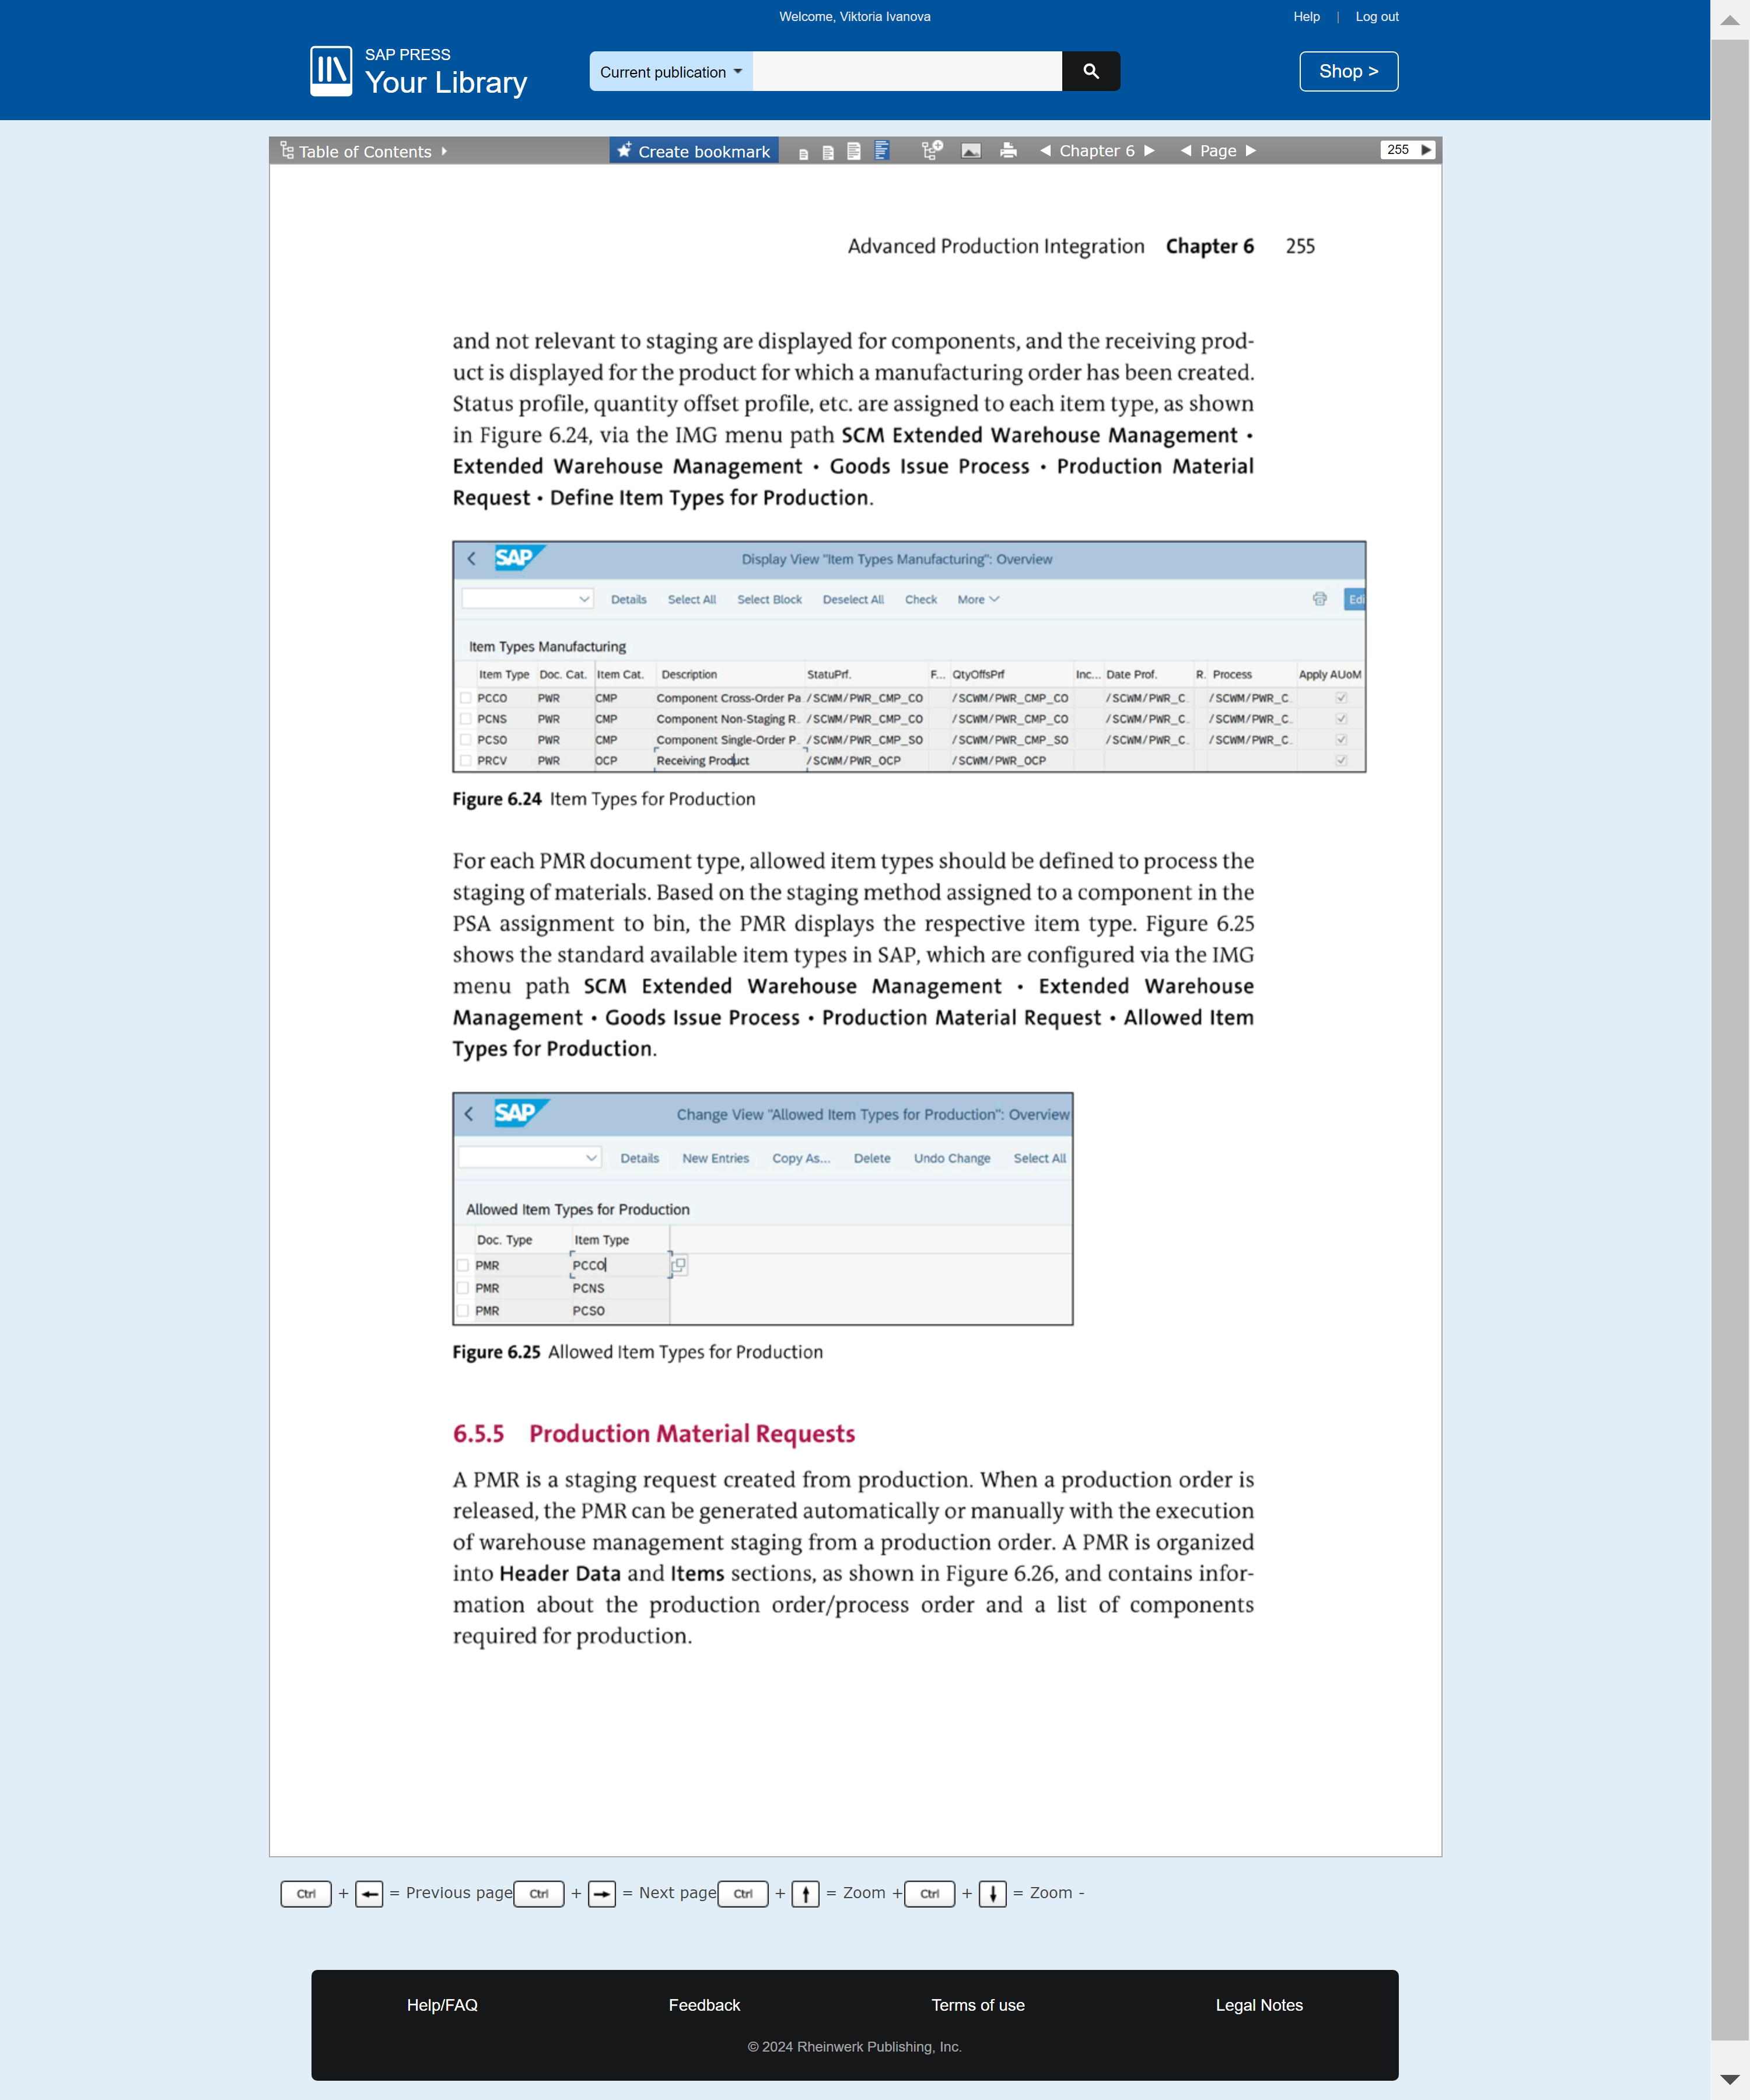 Welcome, Viktoria Ivanova
Help | Log out
SAP PRESS
Your Library
Current publication
Shop >
Table of Contents
Create bookmark
Chapter 6
Page
255
Advanced Production Integration Chapter 6 255
and not relevant to staging are displayed for components, and the receiving prod-
uct is displayed for the product for which a manufacturing order has been created.
Status profile, quantity offset profile, etc. are assigned to each item type, as shown
in Figure 6.24, via the IMG menu path SCM Extended Warehouse Management •
Extended Warehouse Management • Goods Issue Process • Production Material
Request • Define Item Types for Production.
SAP Display View "Item Types Manufacturing": Overview
Details Select All Select Block Deselect All Check More Edi
Item Types Manufacturing
Item Type Doc. Cat. Item Cat. Description StatuPrf. F... QtyOffsPrf Inc... Date Prof. R. Process Apply AUoM
PCCO PWR CMP Component Cross-Order Pa /SCWM/PWR_CMP_CO /SCWM/PWR_CMP_CO /SCWM/PWR_C. /SCWM/PWR_C.
PCNS PWR CMP Component Non-Staging R. /SCWM/PWR_CMP_CO /SCWM/PWR_CMP_CO /SCWM/PWR_C. /SCWM/PWR_C.
PCSO PWR CMP Component Single-Order P. /SCWM/PWR_CMP_SO /SCWM/PWR_CMP_SO /SCWM/PWR_C. /SCWM/PWR_C.
PRCV PWR OCP Receiving Product /SCWM/PWR_OCP /SCWM/PWR_OCP
Figure 6.24 Item Types for Production
For each PMR document type, allowed item types should be defined to process the
staging of materials. Based on the staging method assigned to a component in the
PSA assignment to bin, the PMR displays the respective item type. Figure 6.25
shows the standard available item types in SAP, which are configured via the IMG
menu path SCM Extended Warehouse Management • Extended Warehouse
Management • Goods Issue Process • Production Material Request • Allowed Item
Types for Production.
SAP Change View "Allowed Item Types for Production": Overview
Details New Entries Copy As... Delete Undo Change Select All
Allowed Item Types for Production
Doc. Type Item Type
PMR PCCO
PMR PCNS
PMR PCSO
Figure 6.25 Allowed Item Types for Production
6.5.5 Production Material Requests
A PMR is a staging request created from production. When a production order is
released, the PMR can be generated automatically or manually with the execution
of warehouse management staging from a production order. A PMR is organized
into Header Data and Items sections, as shown in Figure 6.26, and contains infor-
mation about the production order/process order and a list of components
required for production.
Ctrl + ← = Previous page Ctrl + → = Next page Ctrl + ↑ = Zoom + Ctrl + ↓ = Zoom -
Help/FAQ Feedback Terms of use Legal Notes
© 2024 Rheinwerk Publishing, Inc.